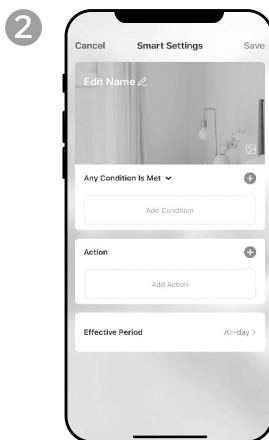 2
Cancel Smart Settings Save
Edit Name
Any Condition Is Met
Add Condition
Action
Add Action
Effective Period All-day >